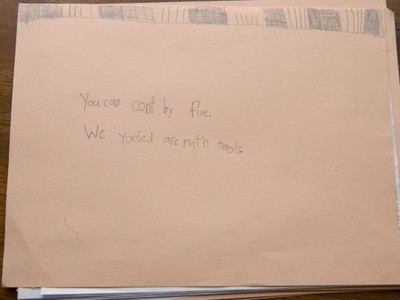 You can cont by five.
We yoosed are math tools